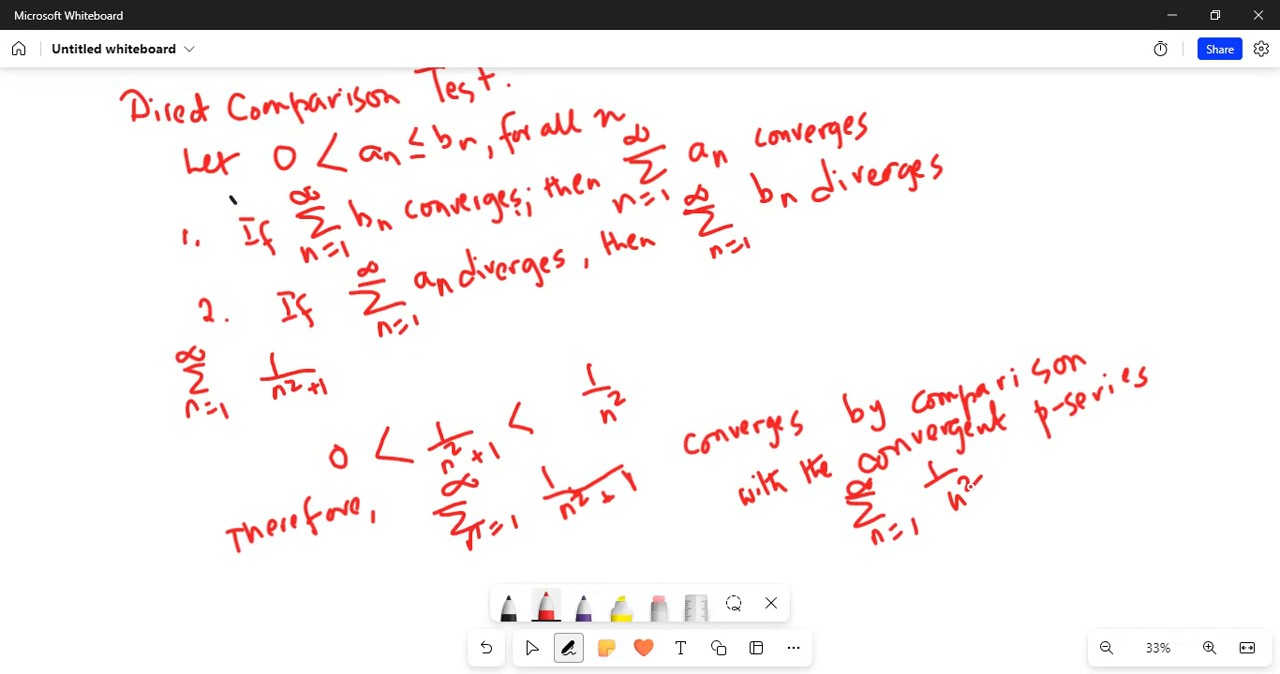 Microsoft Whiteboard
Untitled whiteboard
Share
Direct Comparison Test.
Let 0 < an ≤ bn, for all n
1. If ∞ Σ n=1 bn converges; then ∞ Σ n=1 an converges
2. If ∞ Σ n=1 an diverges, then ∞ Σ n=1 bn diverges
∞ Σ n=1 1/(n²+1)
0 < 1/(n²+1) < 1/n²
Therefore, ∞ Σ n=1 1/(n²+1) converges by comparison
with the convergent p-series
∞ Σ n=1 1/n²
T
33%